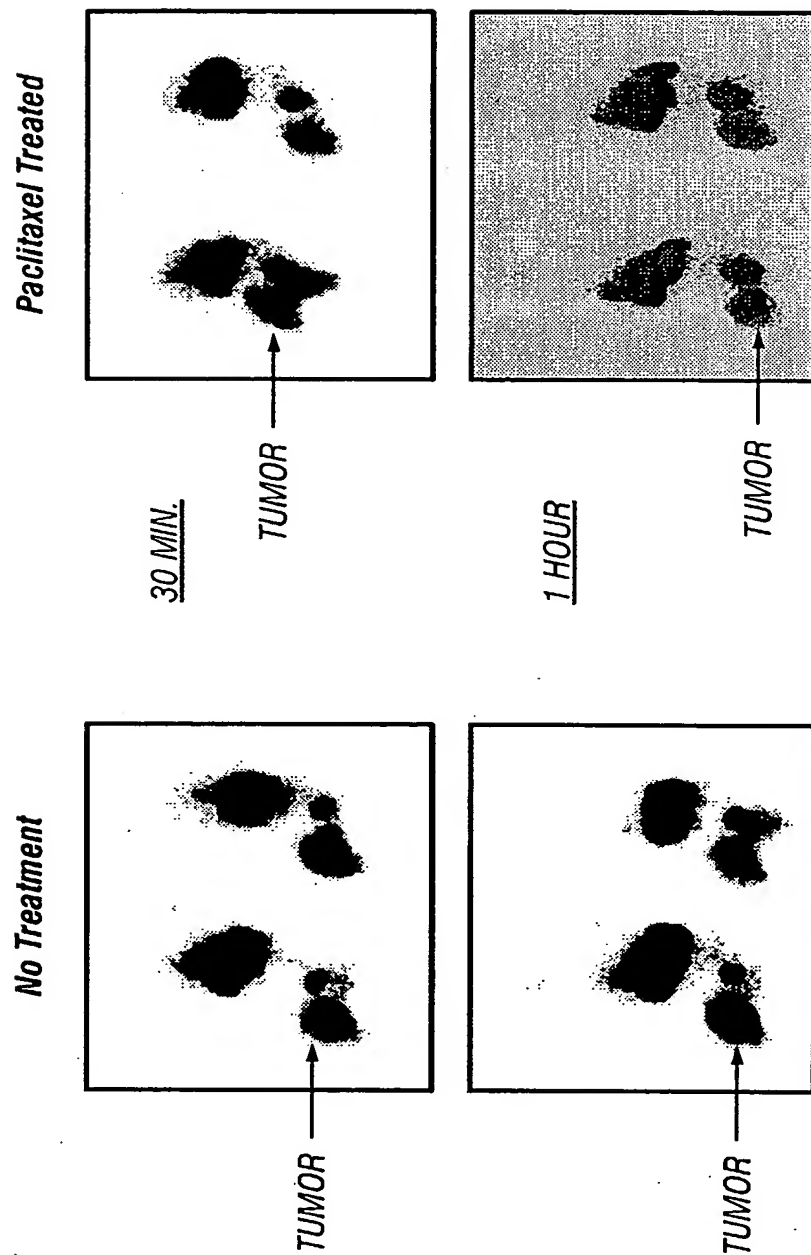 No Treatment
Paclitaxel Treated
30 MIN.
TUMOR
TUMOR
1 HOUR
TUMOR
TUMOR